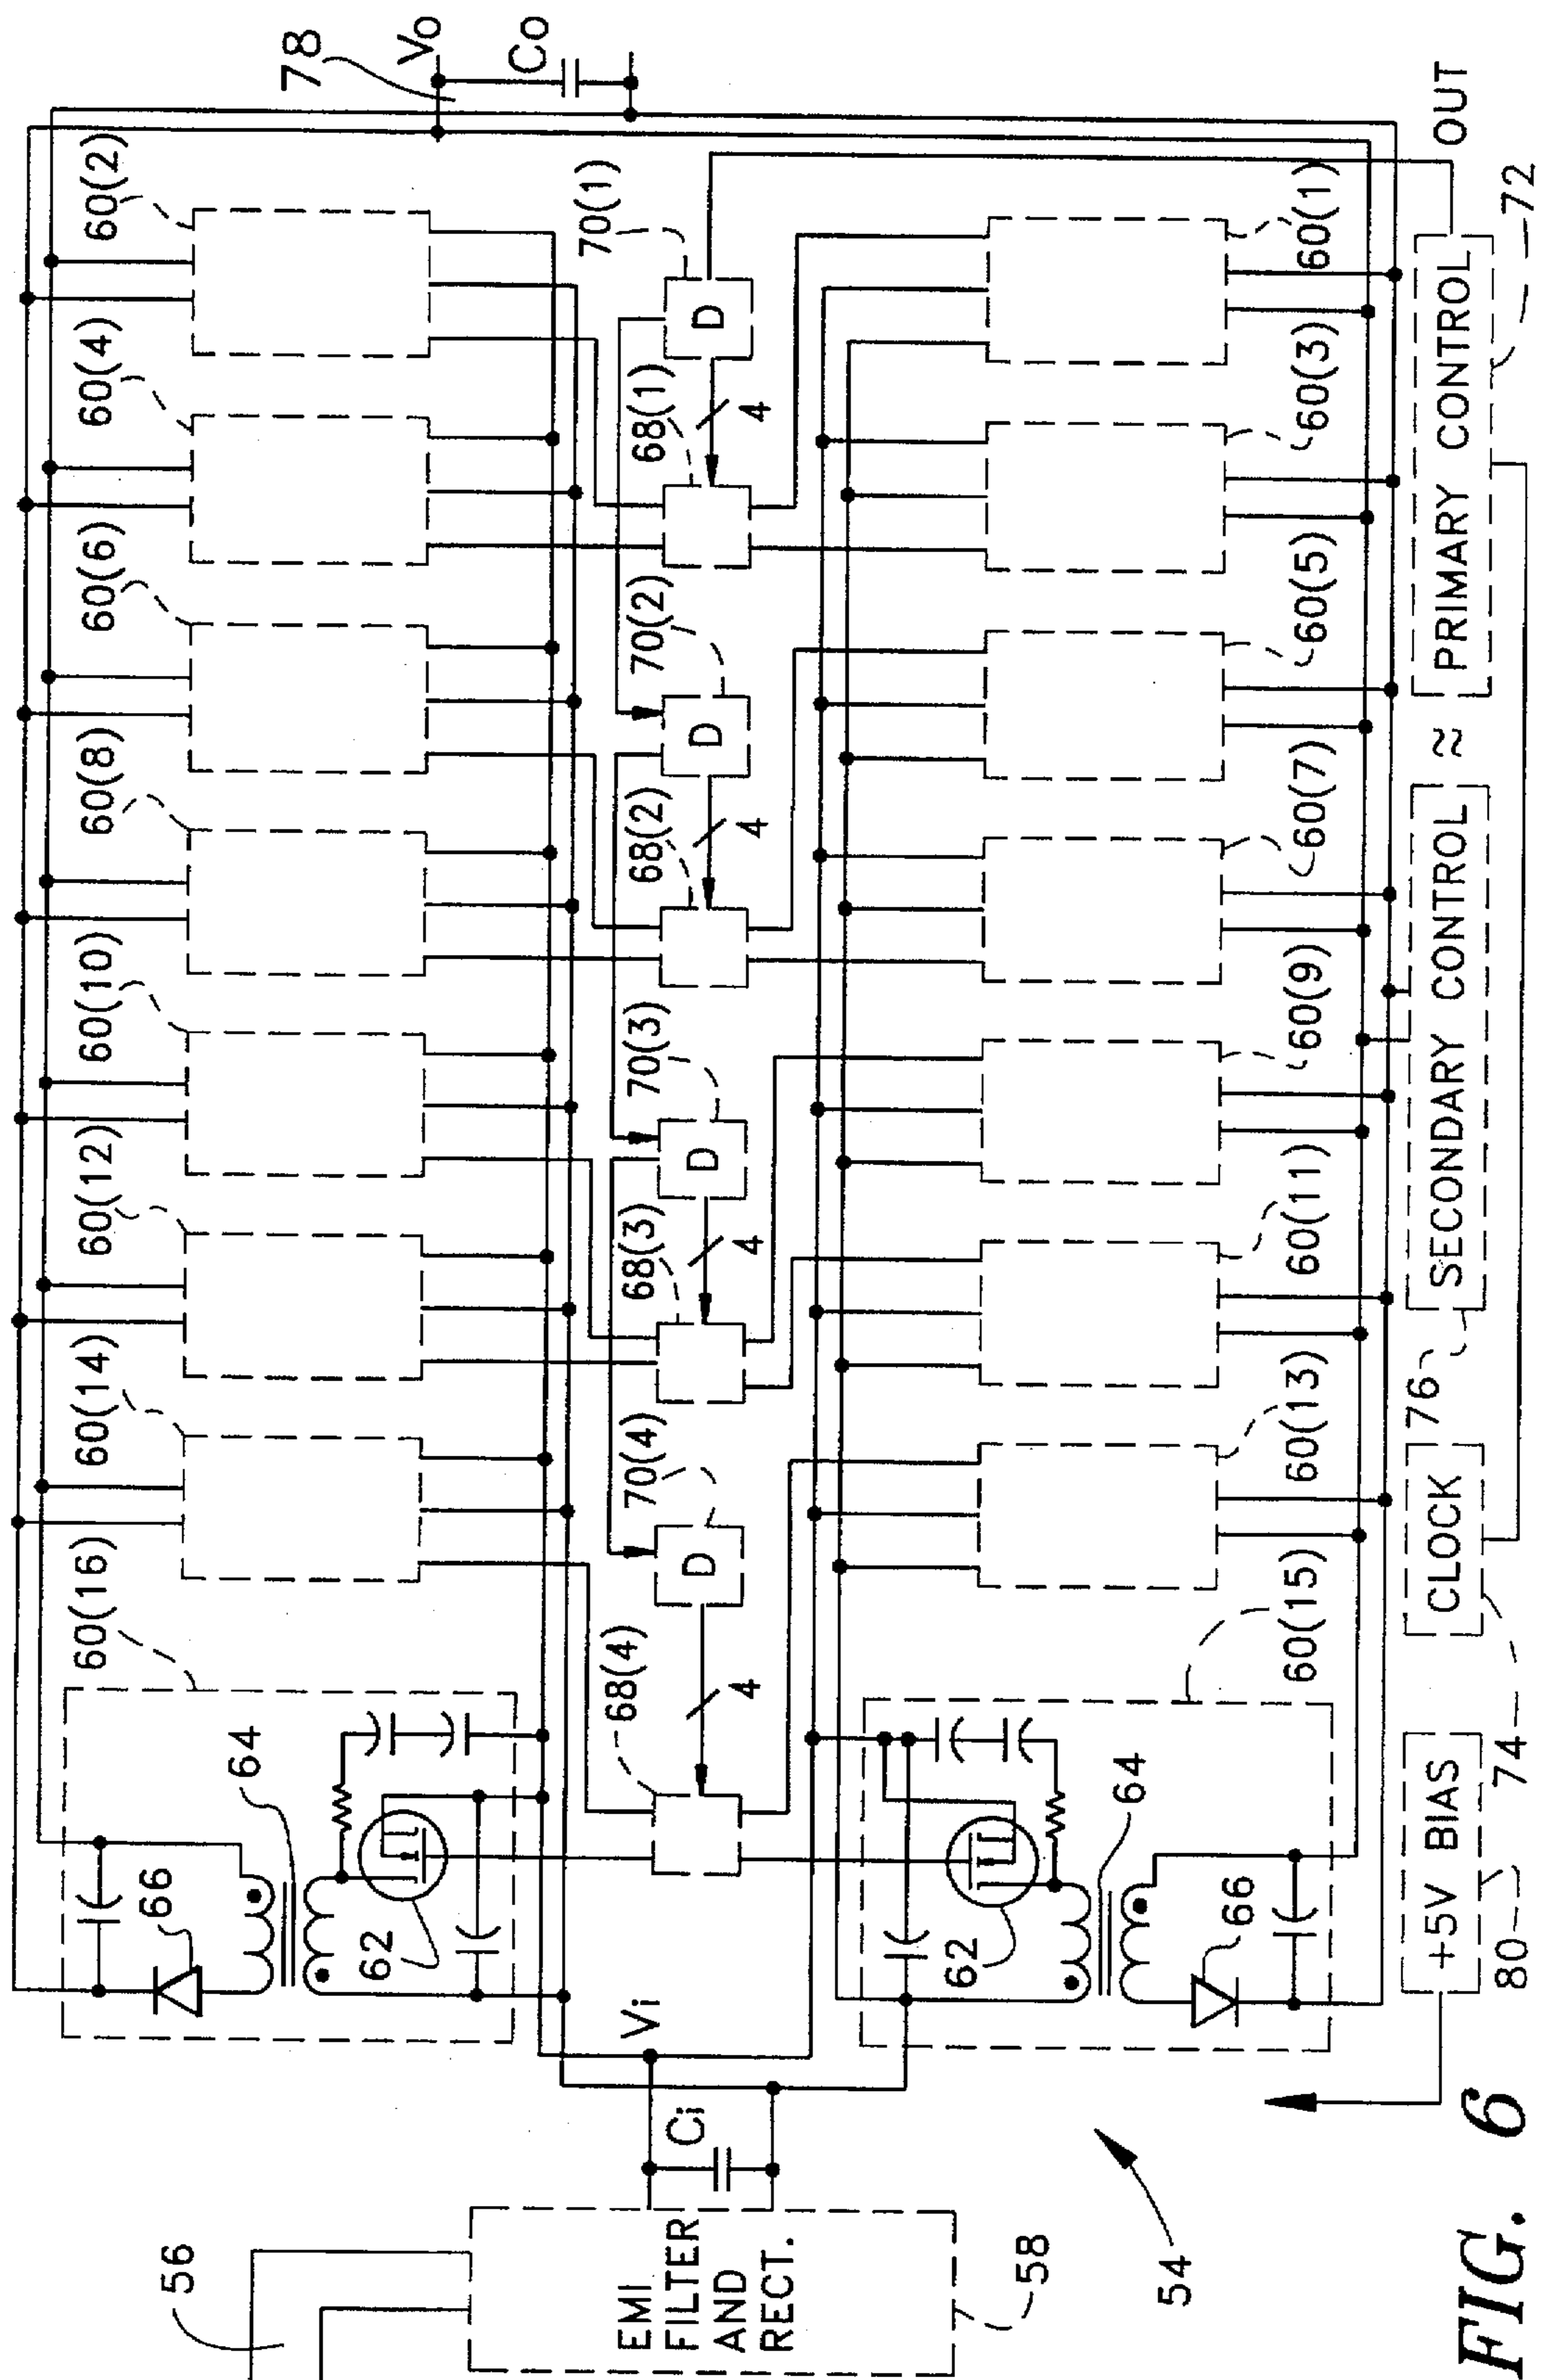 56
EMI
FILTER
AND
RECT.
58
54
Ci
Vi
60(16)
60(14)
60(12)
60(10)
60(8)
60(6)
60(4)
60(2)
78
Vo
Co
66
64
62
68(4)
4
70(4)
D
68(3)
4
70(3)
D
68(2)
4
70(2)
D
68(1)
4
70(1)
D
62
64
66
60(15)
60(13)
60(11)
60(9)
60(7)
60(5)
60(3)
60(1)
+5V BIAS
80
CLOCK
74
SECONDARY CONTROL
76
≈
PRIMARY CONTROL
72
OUT
FIG. 6